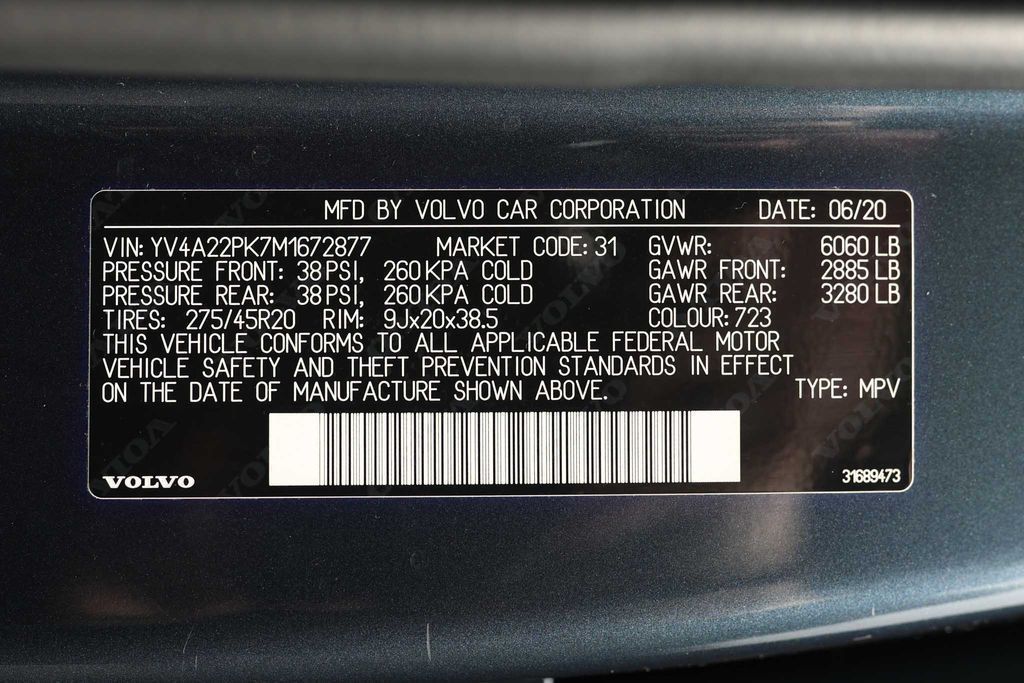 MFD BY VOLVO CAR CORPORATION DATE: 06/20
VIN: YV4A22PK7M1672877 MARKET CODE: 31 GVWR: 6060 LB
PRESSURE FRONT: 38 PSI, 260 KPA COLD GAWR FRONT: 2885 LB
PRESSURE REAR: 38 PSI, 260 KPA COLD GAWR REAR: 3280 LB
TIRES: 275/45R20 RIM: 9Jx20x38.5 COLOUR: 723
THIS VEHICLE CONFORMS TO ALL APPLICABLE FEDERAL MOTOR
VEHICLE SAFETY AND THEFT PREVENTION STANDARDS IN EFFECT
ON THE DATE OF MANUFACTURE SHOWN ABOVE. TYPE: MPV
VOLVO 31689473